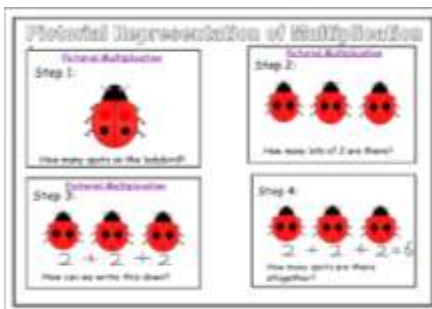 Pictorial Representation of Multiplication
Pictorial Multiplication
Step 1:
How many spots on the ladybird?
Pictorial Multiplication
Step 2:
How many lots of 2 are there?
Pictorial Multiplication
Step 3:
2 + 2 + 2
How can we write this down?
Step 4:
2 + 2 + 2 = 6
How many spots are there
altogether?